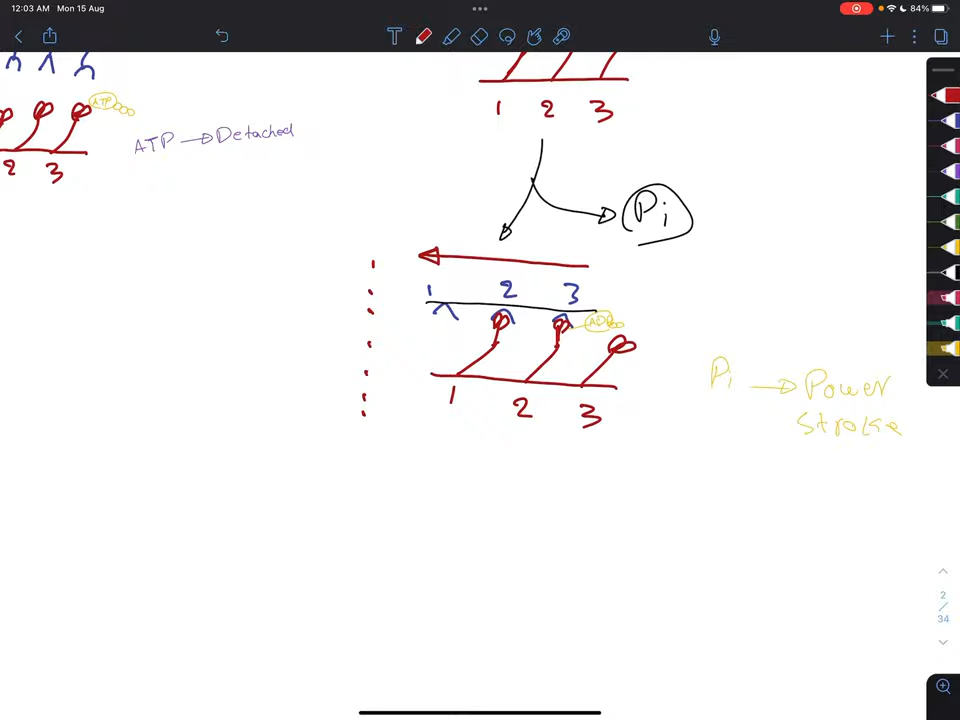 12:03 AM Mon 15 Aug
84%
T
ATP
ATP → Detached
2 3
1 2 3
Pi
1 2 3
ADP
1 2 3
Pi → Power
Stroke
2
/
34